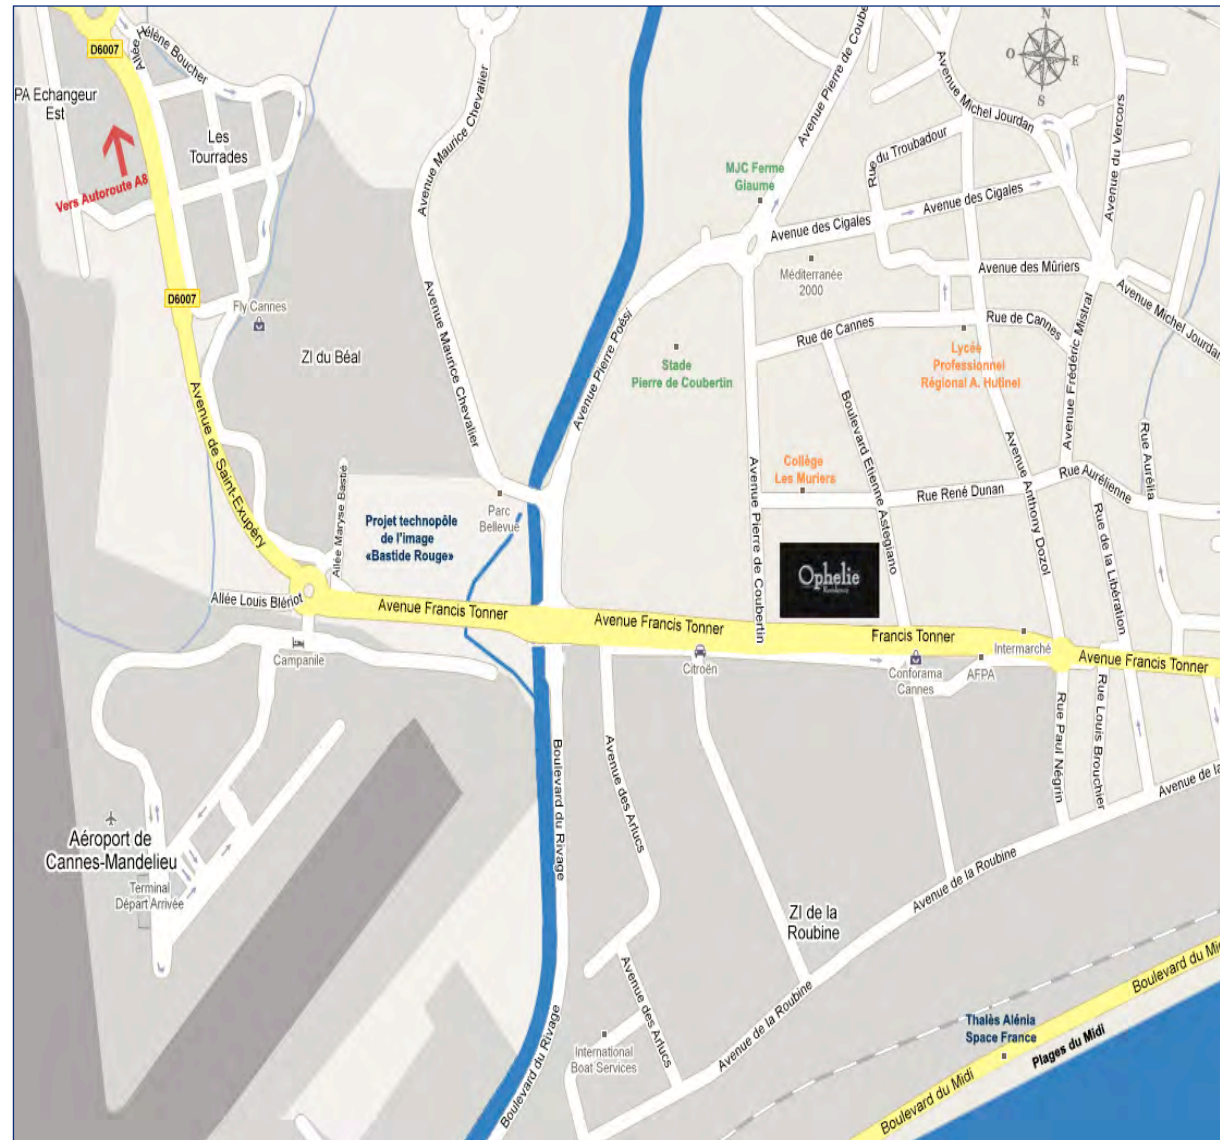 D6007
Allée Hélène Boucher
PA Echangeur
Est
Les
Tourrades
Vers Autoroute A8
D6007
Fly Cannes
ZI du Béal
Avenue Maurice Chevalier
Avenue Maurice Chevalier
Avenue Pierre de Coube
N
O
E
S
Avenue Michel Jourdan
Rue du Troubadour
Avenue du Vercors
MJC Ferme
Giaume
Avenue des Cigales
Avenue des Cigales
Méditerranée
2000
Avenue des Mûriers
Avenue Michel Jourdan
Rue de Cannes
Rue de Cannes
Avenue Frédéric Mistral
Avenue Pierre Poési
Stade
Pierre de Coubertin
Lycée
Professionnel
Régional A. Hutinel
Boulevard Etienne Astegiano
Avenue de Saint-Exupéry
Allée Maryse Bastié
Collège
Les Muriers
Rue René Dunan
Rue Aurélienne
Rue Aurélia
Avenue Anthony Dozol
Rue de la Libération
Avenue Pierre de Coubertin
Parc
Bellevue
Projet technopôle
de l'image
«Bastide Rouge»
Ophelie
Allée Louis Blériot
Avenue Francis Tonner
Avenue Francis Tonner
Francis Tonner
Intermarché
Avenue Francis Tonner
Campanile
Citroën
Conforama
Cannes
AFPA
Rue Paul Négrin
Rue Louis Brouchier
Avenue de la
Boulevard du Rivage
Avenue des Arlucs
Aéroport de
Cannes-Mandelieu
Terminal
Départ Arrivée
Avenue de la Roubine
ZI de la
Roubine
Avenue des Arlucs
Avenue de la Roubine
Boulevard du Mi
Thalès Alénia
Space France
Plages du Midi
International
Boat Services
Boulevard du Rivage
Boulevard du Midi